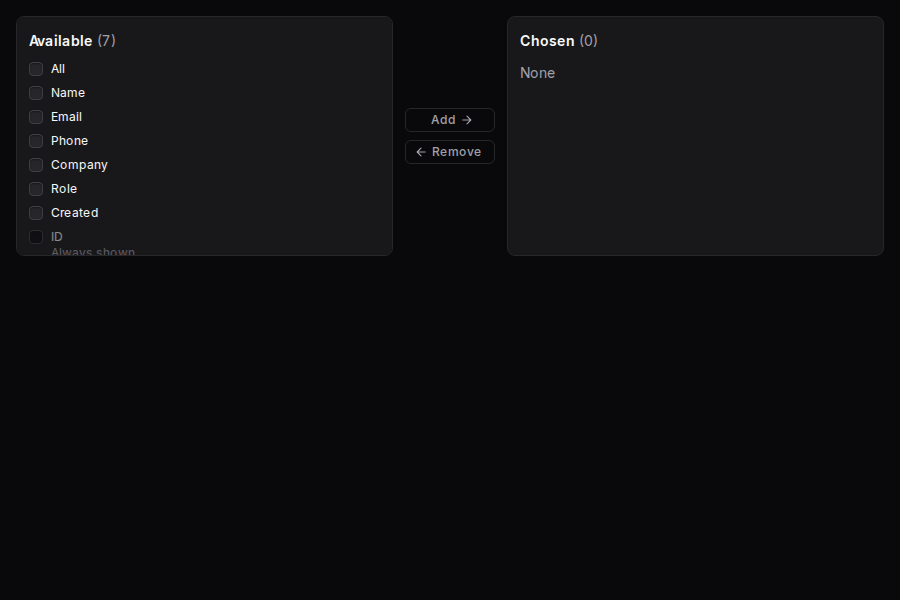 Available (7)
All
Name
Email
Phone
Company
Role
Created
ID
Always shown
Add →
← Remove
Chosen (0)
None